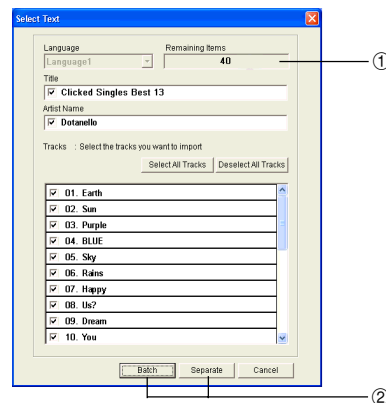 Select Text
Language Remaining Items
Language1 40
①
Title
Clicked Singles Best 13
Artist Name
Dotanello
Tracks : Select the tracks you want to import
Select All Tracks Deselect All Tracks
01. Earth
02. Sun
03. Purple
04. BLUE
05. Sky
06. Rains
07. Happy
08. Us?
09. Dream
10. You
Batch Separate Cancel
②